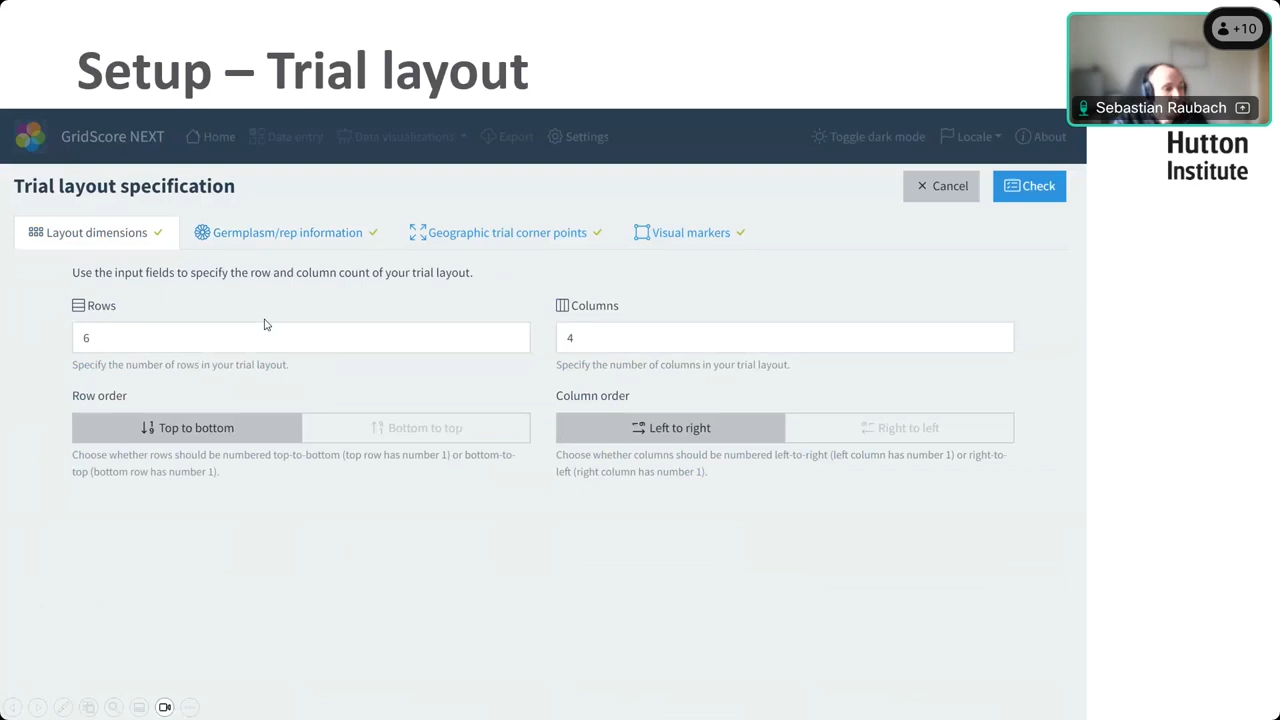 Setup – Trial layout
+10
Sebastian Raubach
Hutton
Institute
GridScore NEXT
Home
Data entry
Data visualizations
Export
Settings
Toggle dark mode
Locale
About
Trial layout specification
Cancel
Check
Layout dimensions
Germplasm/rep information
Geographic trial corner points
Visual markers
Use the input fields to specify the row and column count of your trial layout.
Rows
Columns
6
4
Specify the number of rows in your trial layout.
Specify the number of columns in your trial layout.
Row order
Column order
Top to bottom
Bottom to top
Left to right
Right to left
Choose whether rows should be numbered top-to-bottom (top row has number 1) or bottom-to-
top (bottom row has number 1).
Choose whether columns should be numbered left-to-right (left column has number 1) or right-to-
left (right column has number 1).